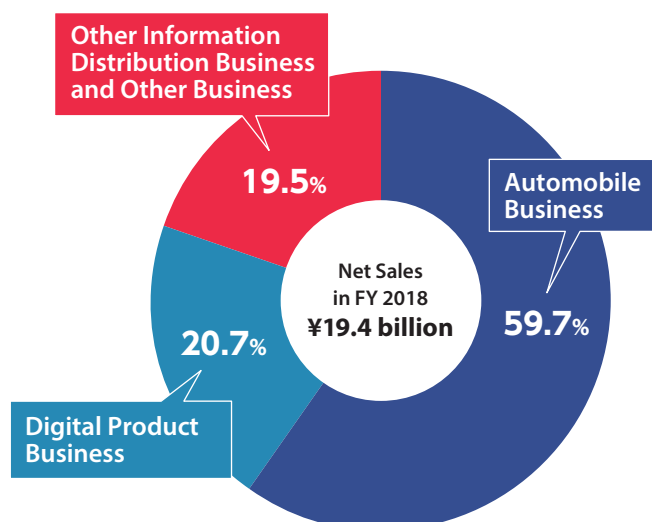 Other Information
Distribution Business
and Other Business
19.5%
Automobile
Business
Net Sales
in FY 2018
¥19.4 billion
59.7%
20.7%
Digital Product
Business